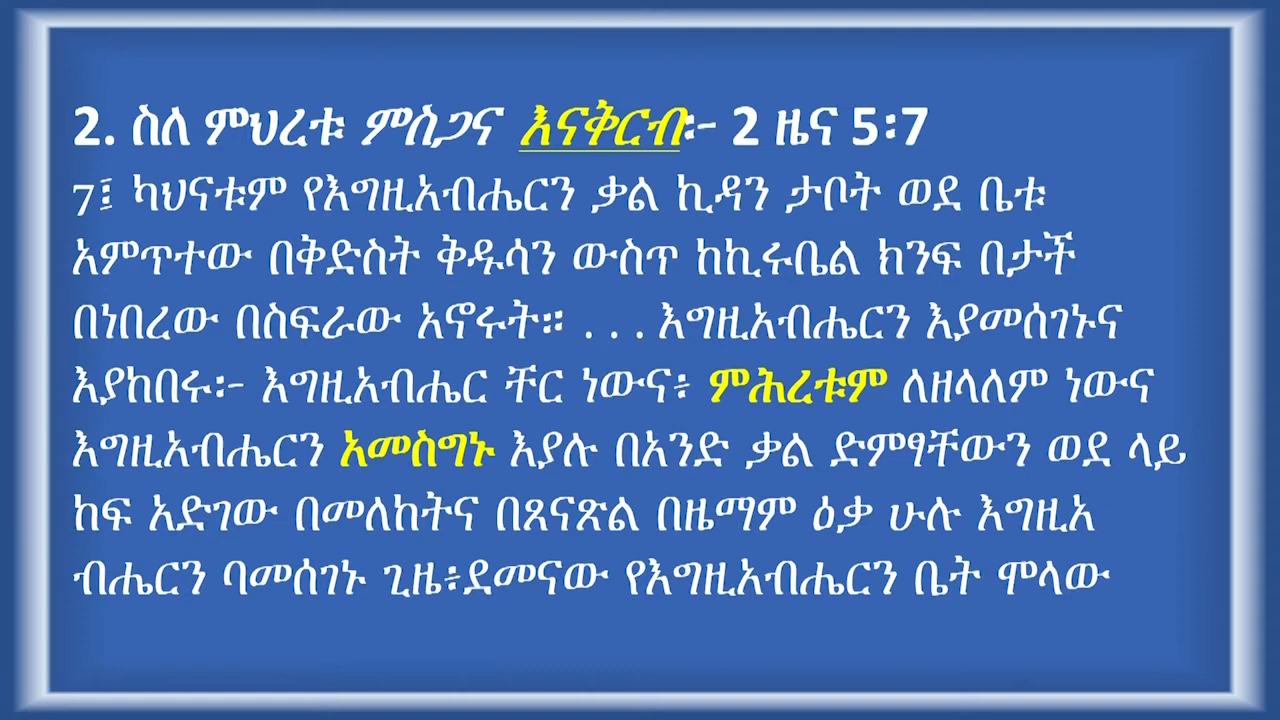 2. ስለ ምህረቱ ምስጋና እናቅርብ፡- 2 ዜና 5፡7
7፤ ካህናቱም የእግዚአብሔርን ቃል ኪዳን ታቦት ወደ ቤቱ
አምጥተው በቅድስት ቅዱሳን ውስጥ ከኪሩቤል ክንፍ በታች
በነበረው በስፍራው አኖሩት። . . . እግዚአብሔርን እያመሰገኑና
እያከበሩ፡- እግዚአብሔር ቸር ነውና፥ ምሕረቱም ለዘላለም ነውና
እግዚአብሔርን አመስግኑ እያሉ በአንድ ቃል ድምፃቸውን ወደ ላይ
ከፍ አድገው በመለከትና በጸናጽል በዜማም ዕቃ ሁሉ እግዚአ
ብሔርን ባመሰገኑ ጊዜ፥ደመናው የእግዚአብሔርን ቤት ሞላው